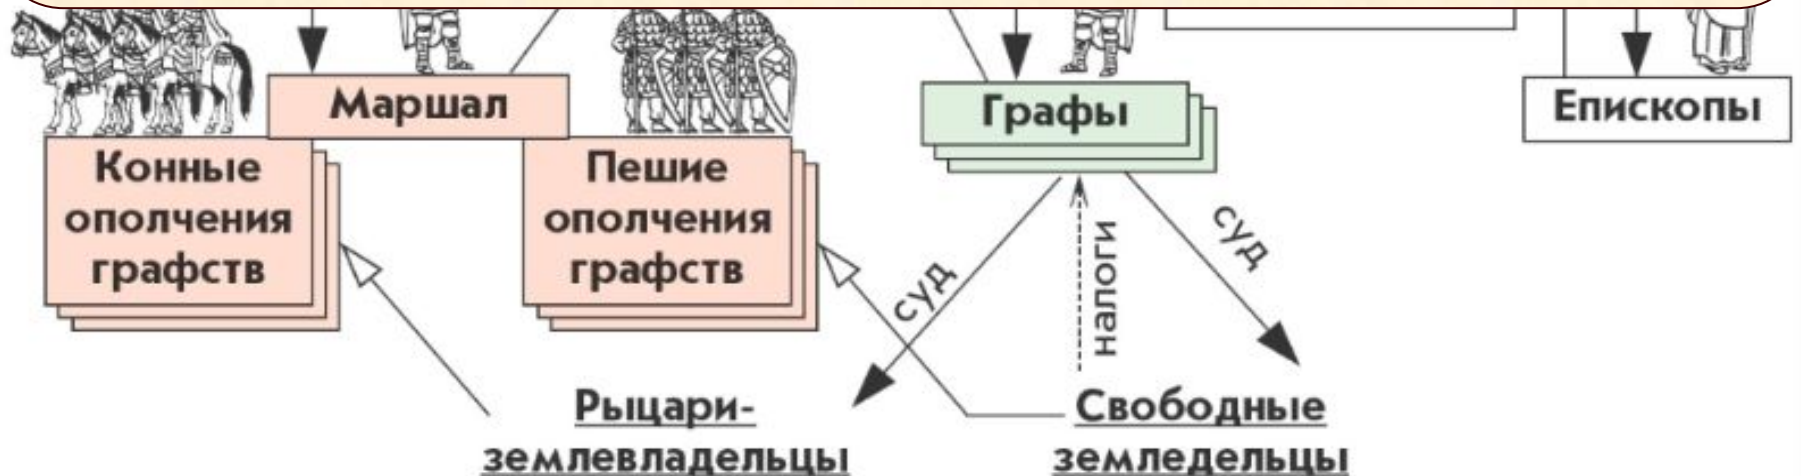 Маршал
Графы
Епископы
Конные
ополчения
графств
Пешие
ополчения
графств
суд
налоги
суд
Рыцари-
землевладельцы
Свободные
земледельцы